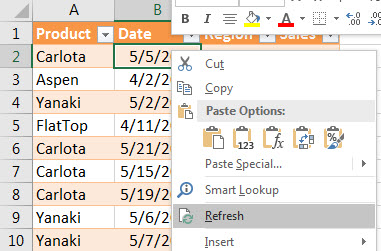 A B
B I
.00 .0
1 Product Date Region Sales
2 Carlota 5/5/2
3 Aspen 4/2/2
4 Yanaki 5/2/2
5 FlatTop 4/11/2
6 Carlota 5/21/2
7 Carlota 5/15/2
8 Carlota 5/19/2
9 Yanaki 5/6/2
10 Yanaki 5/7/2
Cut
Copy
Paste Options:
123 fx %
Paste Special...
Smart Lookup
Refresh
Insert